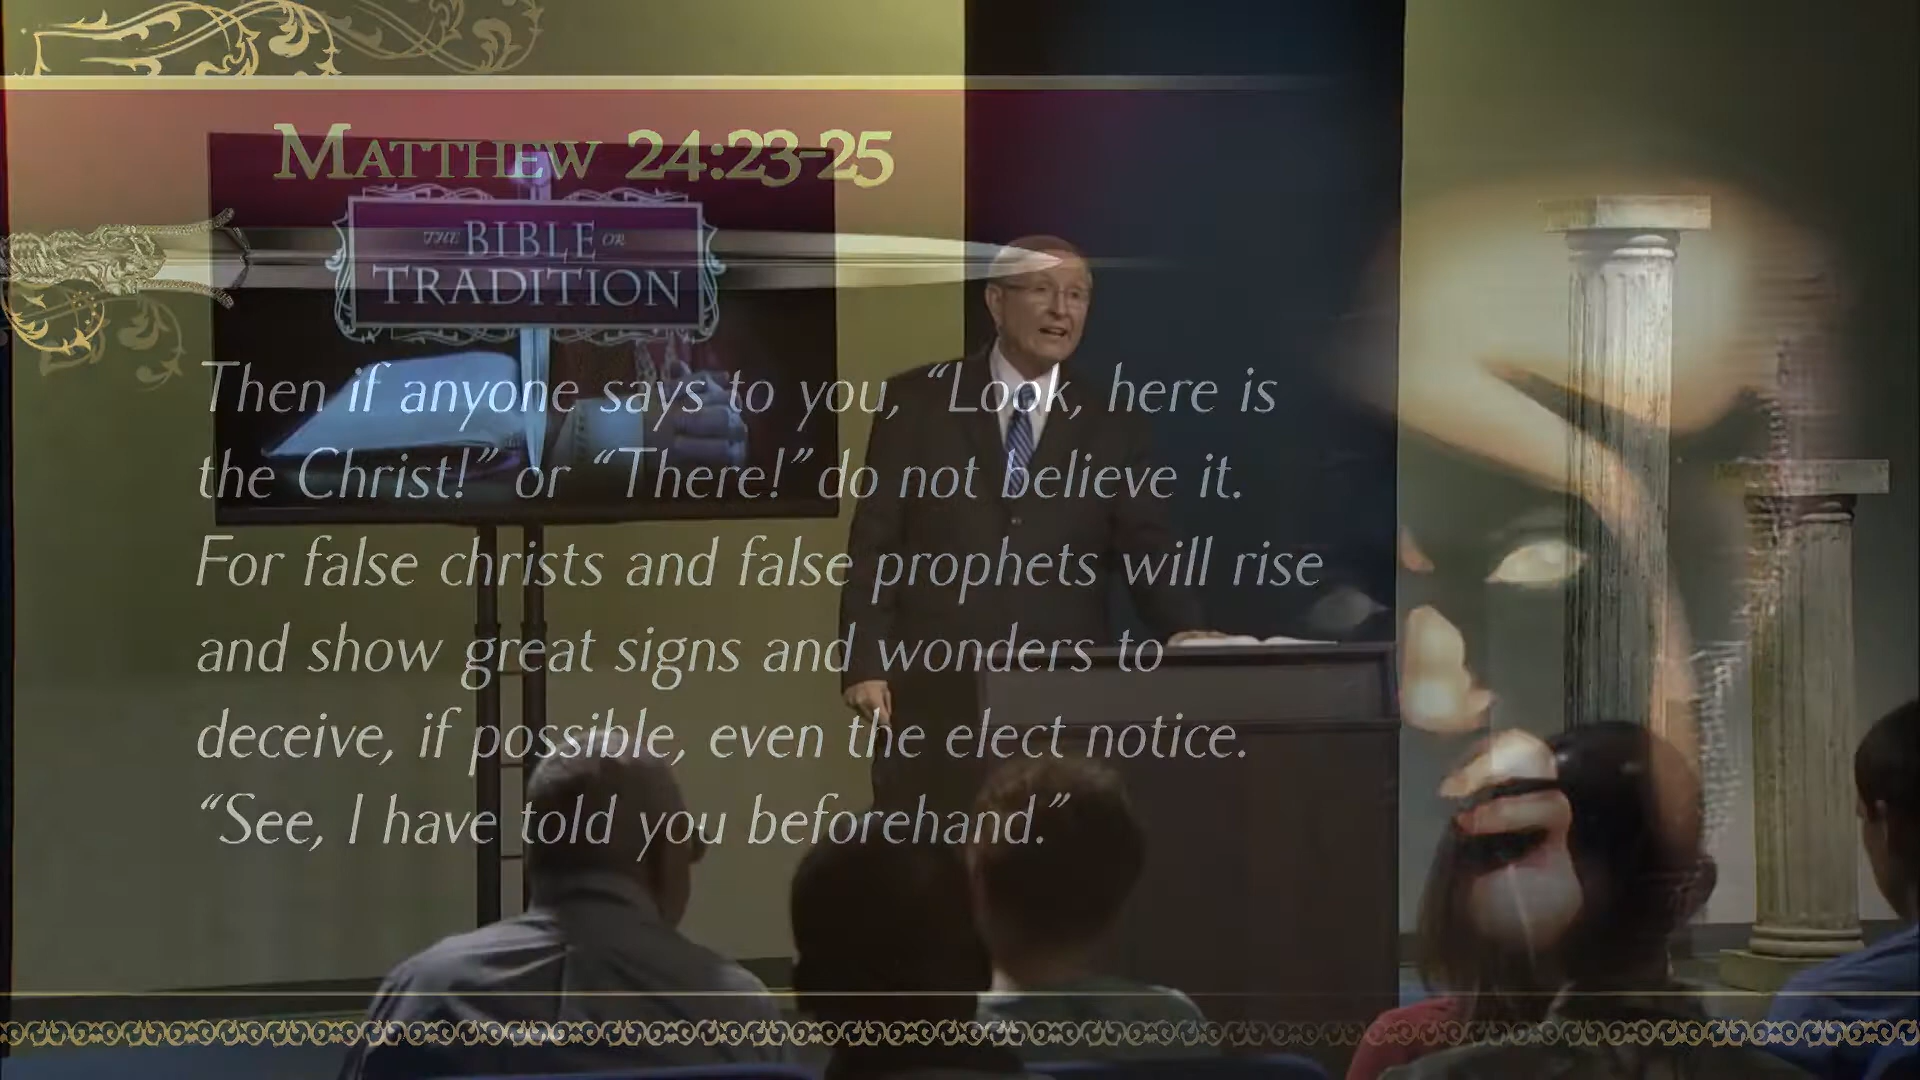 MATTHEW 24:23-25
THE BIBLE OR
TRADITION
Then if anyone says to you, “Look, here is
the Christ!” or “There!” do not believe it.
For false christs and false prophets will rise
and show great signs and wonders to
deceive, if possible, even the elect notice.
“See, I have told you beforehand.”